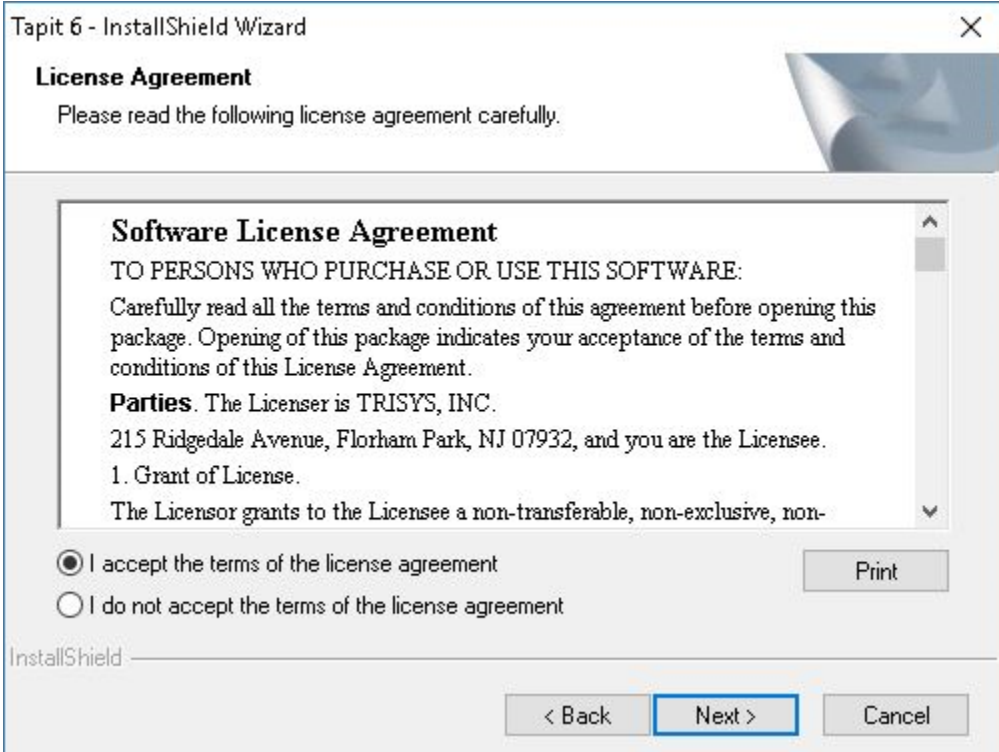 Tapit 6 - InstallShield Wizard
License Agreement
Please read the following license agreement carefully.
Software License Agreement
TO PERSONS WHO PURCHASE OR USE THIS SOFTWARE:
Carefully read all the terms and conditions of this agreement before opening this
package. Opening of this package indicates your acceptance of the terms and
conditions of this License Agreement.
Parties. The Licenser is TRISYS, INC.
215 Ridgedale Avenue, Florham Park, NJ 07932, and you are the Licensee.
1. Grant of License.
The Licensor grants to the Licensee a non-transferable, non-exclusive, non-
I accept the terms of the license agreement
Print
I do not accept the terms of the license agreement
InstallShield
< Back
Next >
Cancel